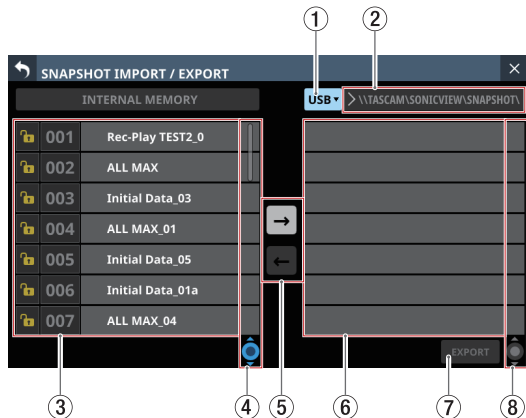 ① ②
SNAPSHOT IMPORT / EXPORT ×
INTERNAL MEMORY USB ▾ > \\TASCAM\SONICVIEW\SNAPSHOT\
001 Rec-Play TEST2_0
002 ALL MAX
003 Initial Data_03
→
004 ALL MAX_01
005 Initial Data_05
←
006 Initial Data_01a
007 ALL MAX_04
EXPORT
③ ④ ⑤ ⑥ ⑦ ⑧